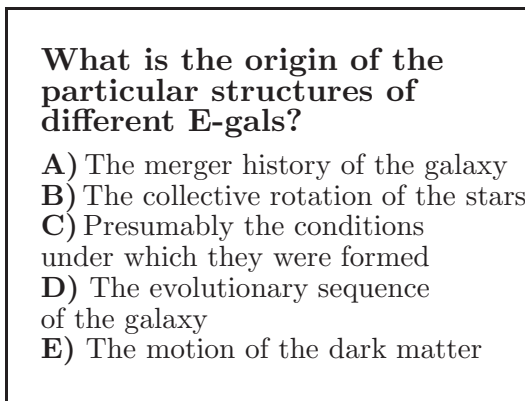 What is the origin of the
particular structures of
different E-gals?
A) The merger history of the galaxy
B) The collective rotation of the stars
C) Presumably the conditions
under which they were formed
D) The evolutionary sequence
of the galaxy
E) The motion of the dark matter